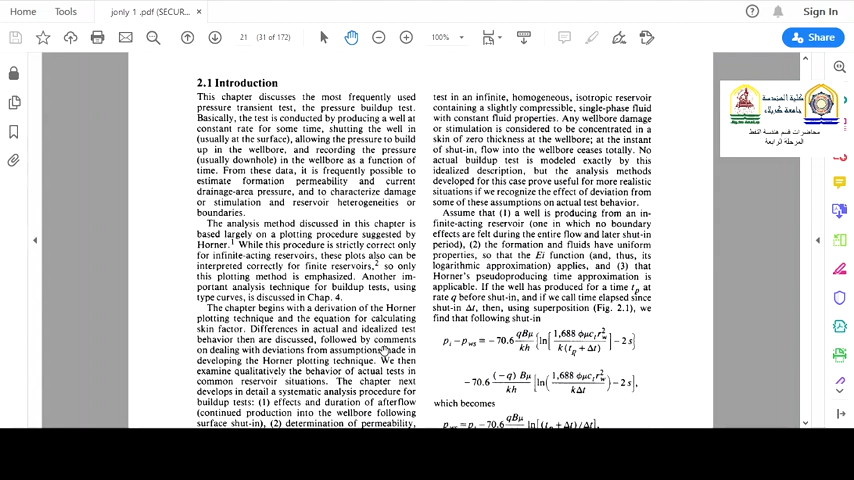 Home
Tools
jonly 1 .pdf (SECUR...
×
Sign In
21 (31 of 172)
100%
Share
2.1 Introduction
This chapter discusses the most frequently used
pressure transient test, the pressure buildup test.
Basically, the test is conducted by producing a well at
constant rate for some time, shutting the well in
(usually at the surface), allowing the pressure to build
up in the wellbore, and recording the pressure
(usually downhole) in the wellbore as a function of
time. From these data, it is frequently possible to
estimate formation permeability and current
drainage-area pressure, and to characterize damage
or stimulation and reservoir heterogeneities or
boundaries.
The analysis method discussed in this chapter is
based largely on a plotting procedure suggested by
Horner.¹ While this procedure is strictly correct only
for infinite-acting reservoirs, these plots also can be
interpreted correctly for finite reservoirs,² so only
this plotting method is emphasized. Another im-
portant analysis technique for buildup tests, using
type curves, is discussed in Chap. 4.
The chapter begins with a derivation of the Horner
plotting technique and the equation for calculating
skin factor. Differences in actual and idealized test
behavior then are discussed, followed by comments
on dealing with deviations from assumptions made in
developing the Horner plotting technique. We then
examine qualitatively the behavior of actual tests in
common reservoir situations. The chapter next
develops in detail a systematic analysis procedure for
buildup tests: (1) effects and duration of afterflow
(continued production into the wellbore following
surface shut-in), (2) determination of permeability,
test in an infinite, homogeneous, isotropic reservoir
containing a slightly compressible, single-phase fluid
with constant fluid properties. Any wellbore damage
or stimulation is considered to be concentrated in a
skin of zero thickness at the wellbore; at the instant
of shut-in, flow into the wellbore ceases totally. No
actual buildup test is modeled exactly by this
idealized description, but the analysis methods
developed for this case prove useful for more realistic
situations if we recognize the effect of deviation from
some of these assumptions on actual test behavior.
Assume that (1) a well is producing from an in-
finite-acting reservoir (one in which no boundary
effects are felt during the entire flow and later shut-in
period), (2) the formation and fluids have uniform
properties, so that the Ei function (and, thus, its
logarithmic approximation) applies, and (3) that
Horner's pseudoproducing time approximation is
applicable. If the well has produced for a time t_p at
rate q before shut-in, and if we call time elapsed since
shut-in Δt, then, using superposition (Fig. 2.1), we
find that following shut-in
p_i − p_ws = −70.6 qBμ/kh {ln[1,688 φμc_t r_w²/k(t_p + Δt)] − 2s]
−70.6 (−q) Bμ/kh [ln(1,688 φμc_t r_w²/kΔt) − 2s],
which becomes
p_ws = p_i − 70.6 qBμ/kh ln[(t_p + Δt)/Δt],
كلية الهندسة
جامعة كربلاء
محاضرات قسم هندسة النفط
المرحلة الرابعة